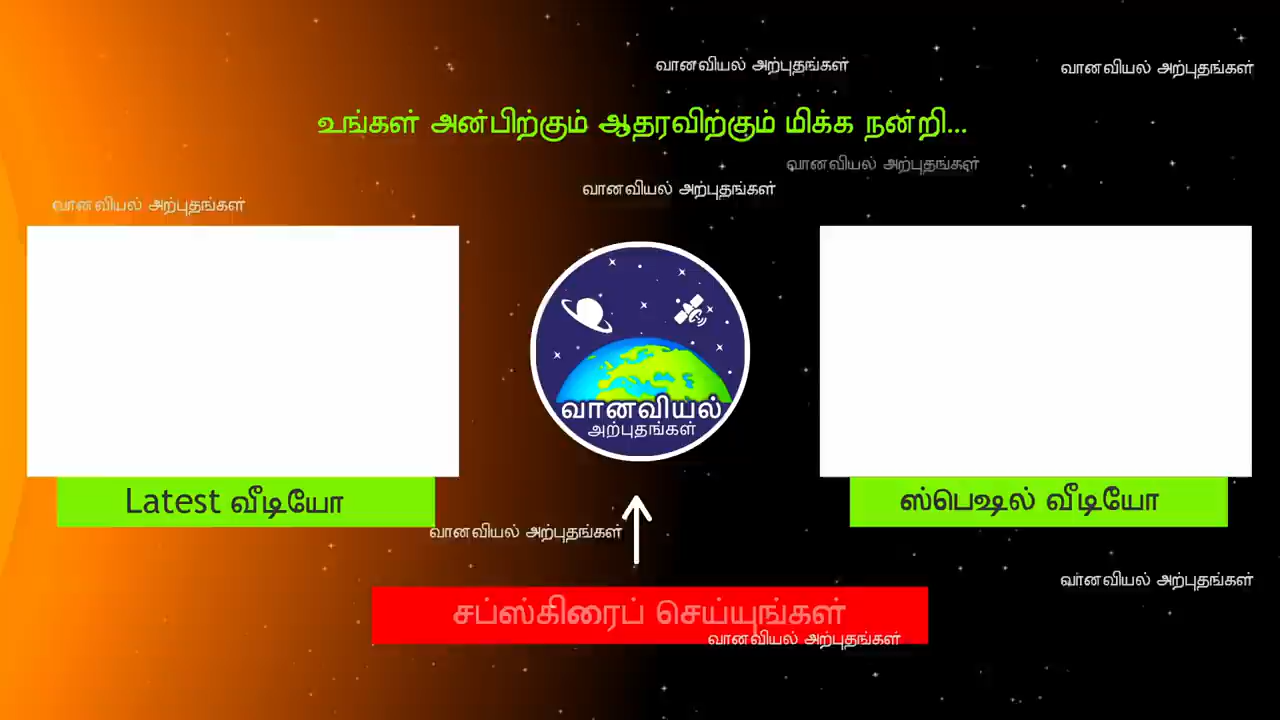 வானவியல் அற்புதங்கள்
வானவியல் அற்புதங்கள்
உங்கள் அன்பிற்கும் ஆதரவிற்கும் மிக்க நன்றி...
வானவியல் அற்புதங்கள்
வானவியல் அற்புதங்கள்
வானவியல் அற்புதங்கள்
வானவியல்
அற்புதங்கள்
Latest வீடியோ
ஸ்பெஷல் வீடியோ
வானவியல் அற்புதங்கள்
வானவியல் அற்புதங்கள்
சப்ஸ்கிரைப் செய்யுங்கள்
வானவியல் அற்புதங்கள்